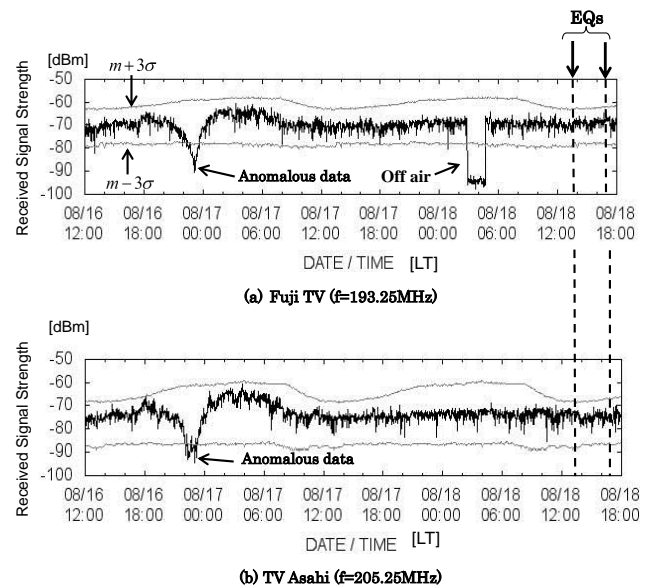 EQs
[dBm]
m+3σ
-50
-60
-70
-80
-90
-100
Received Signal Strength
m−3σ
Anomalous data
Off air
08/16 08/16 08/17 08/17 08/17 08/17 08/18 08/18 08/18 08/18
12:00 18:00 00:00 06:00 12:00 18:00 00:00 06:00 12:00 18:00
DATE / TIME [LT]
(a) Fuji TV (f=193.25MHz)
[dBm]
-50
-60
-70
-80
-90
-100
Received Signal Strength
Anomalous data
08/16 08/16 08/17 08/17 08/17 08/17 08/18 08/18 08/18 08/18
12:00 18:00 00:00 06:00 12:00 18:00 00:00 06:00 12:00 18:00
DATE / TIME [LT]
(b) TV Asahi (f=205.25MHz)